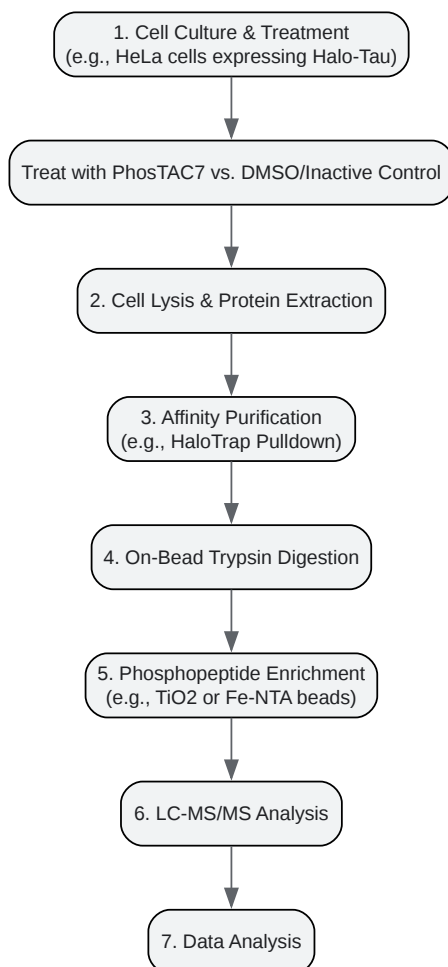 1. Cell Culture & Treatment
(e.g., HeLa cells expressing Halo-Tau)
Treat with PhosTAC7 vs. DMSO/Inactive Control
2. Cell Lysis & Protein Extraction
3. Affinity Purification
(e.g., HaloTrap Pulldown)
4. On-Bead Trypsin Digestion
5. Phosphopeptide Enrichment
(e.g., TiO2 or Fe-NTA beads)
6. LC-MS/MS Analysis
7. Data Analysis